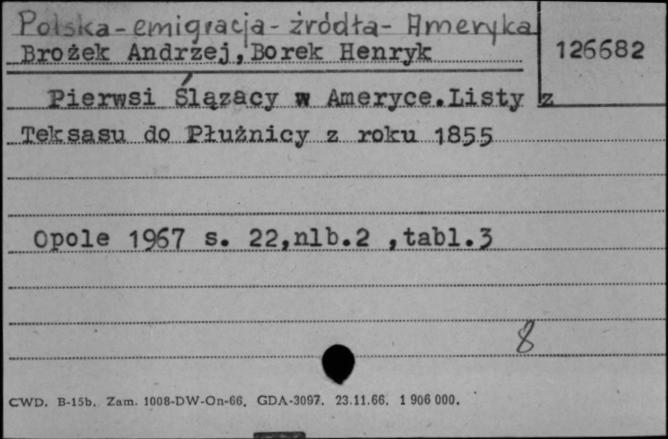 Polska-emigracja-źródła-Ameryka
Brożek Andrzej,Borek Henryk
126682
Pierwsi Ślązacy w Ameryce.Listy z
Teksasu do Płużnicy z roku 1855
Opole 1967 s. 22,nlb.2 ,tabl.3
8
CWD. B-15b. Zam. 1008-DW-On-66. GDA-3097. 23.11.66. 1 906 000.